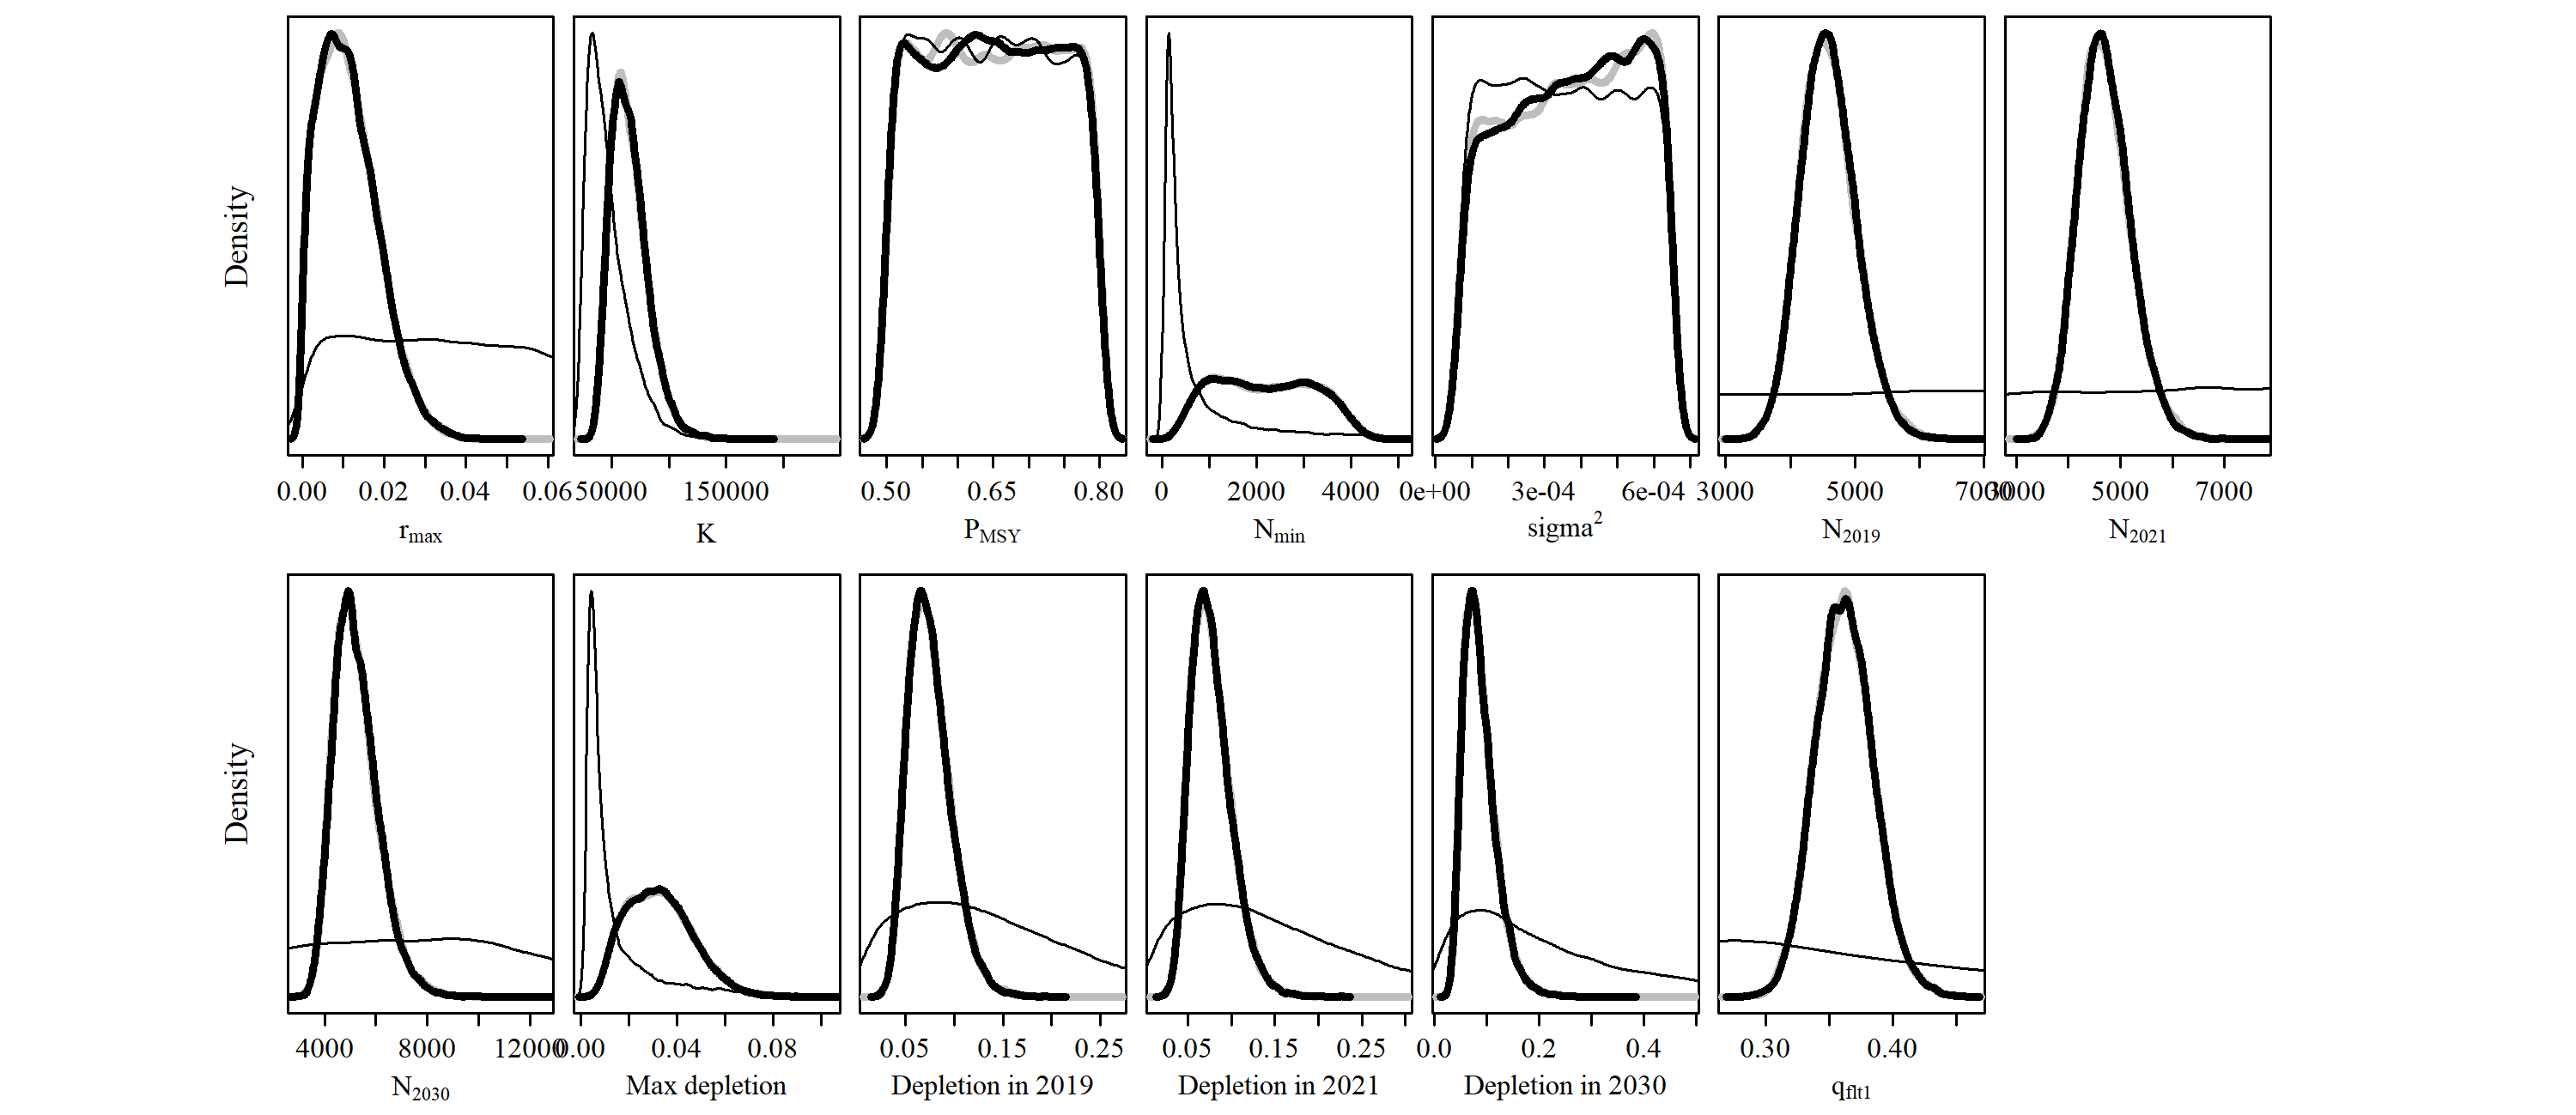 Density
0.00 0.02 0.04 0.06 50000 150000 0.50 0.65 0.80 0 2000 4000 0e+00 3e-04 6e-04 3000 5000 7000 3000 5000 7000
rmax K PMSY Nmin sigma2 N2019 N2021
Density
4000 8000 12000 0.00 0.04 0.08 0.05 0.15 0.25 0.05 0.15 0.25 0.0 0.2 0.4 0.30 0.40
N2030 Max depletion Depletion in 2019 Depletion in 2021 Depletion in 2030 qflt1